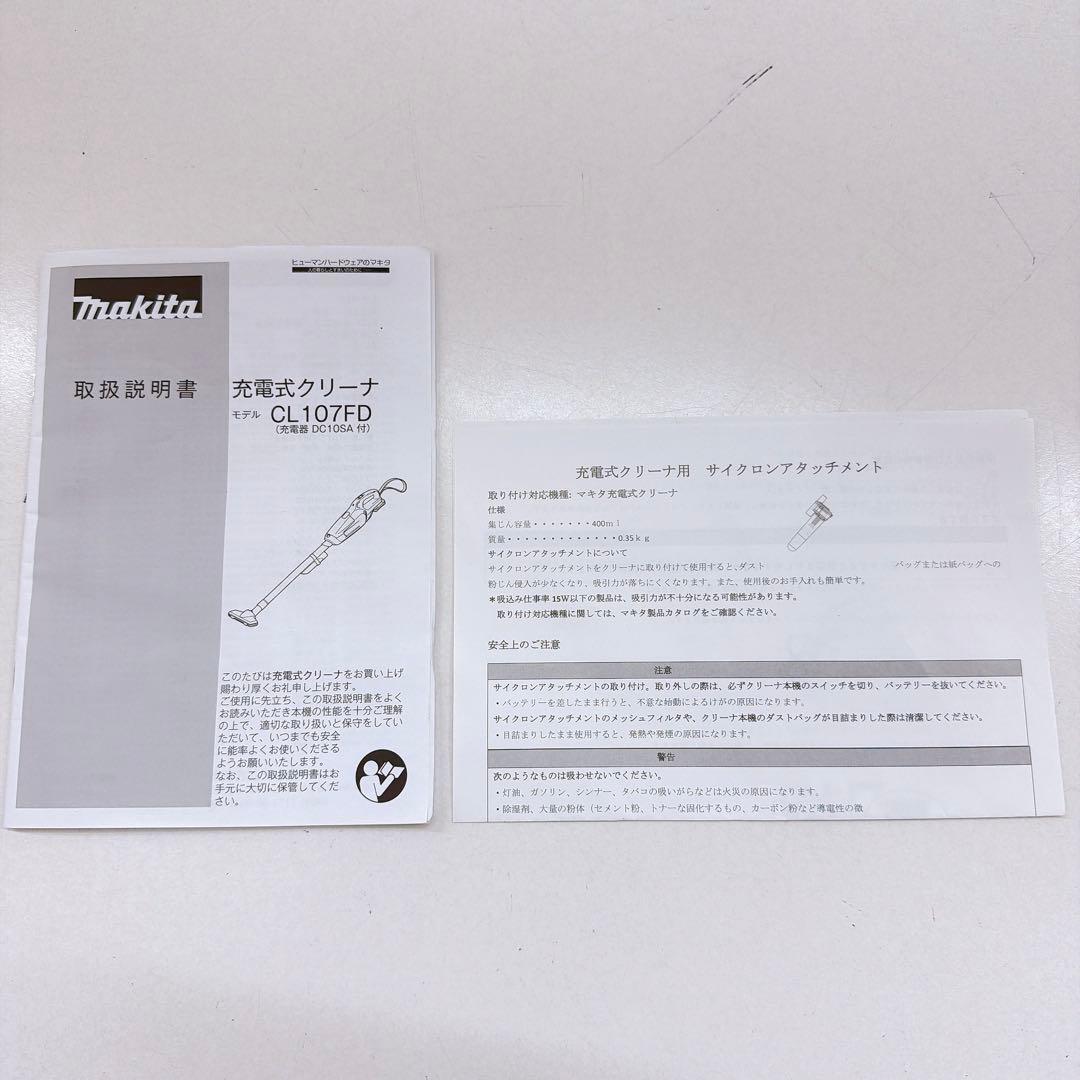 ヒューマンハードウェアのマキタ
人の暮らしとすまいのために
makita
取扱説明書
充電式クリーナ
モデル CL107FD
(充電器 DC10SA 付)
このたびは充電式クリーナをお買い上げ
賜わり厚くお礼申し上げます。
ご使用に先立ち、この取扱説明書をよく
お読みいただき本機の性能を十分ご理解
の上で、適切な取り扱いと保守をしてい
ただいて、いつまでも安全
に能率よくお使いくださる
ようお願いいたします。
なお、この取扱説明書はお
手元に大切に保管してくだ
さい。
充電式クリーナ用 サイクロンアタッチメント
取り付け対応機種: マキタ充電式クリーナ
仕様
集じん容量・・・・・・・400ml
質量・・・・・・・・・・・・・0.35kg
サイクロンアタッチメントについて
サイクロンアタッチメントをクリーナに取り付けて使用すると、ダスト バッグまたは紙バッグへの
粉じん侵入が少なくなり、吸引力が落ちにくくなります。また、使用後のお手入れも簡単です。
*吸込み仕事率 15W以下の製品は、吸引力が不十分になる可能性があります。
取り付け対応機種に関しては、マキタ製品カタログをご確認ください。
安全上のご注意
注意
サイクロンアタッチメントの取り付け。取り外しの際は、必ずクリーナ本機のスイッチを切り、バッテリーを抜いてください。
・バッテリーを差したまま行うと、不意な始動によるけがの原因になります。
サイクロンアタッチメントのメッシュフィルタや、クリーナ本機のダストバッグが目詰まりした際は清潔してください。
・目詰まりしたまま使用すると、発熱や発煙の原因になります。
警告
次のようなものは吸わせないでください。
・灯油、ガソリン、シンナー、タバコの吸いがらなどは火災の原因になります。
・除湿剤、大量の粉体（セメント粉、トナーな固化するもの、カーボン粉など導電性の微